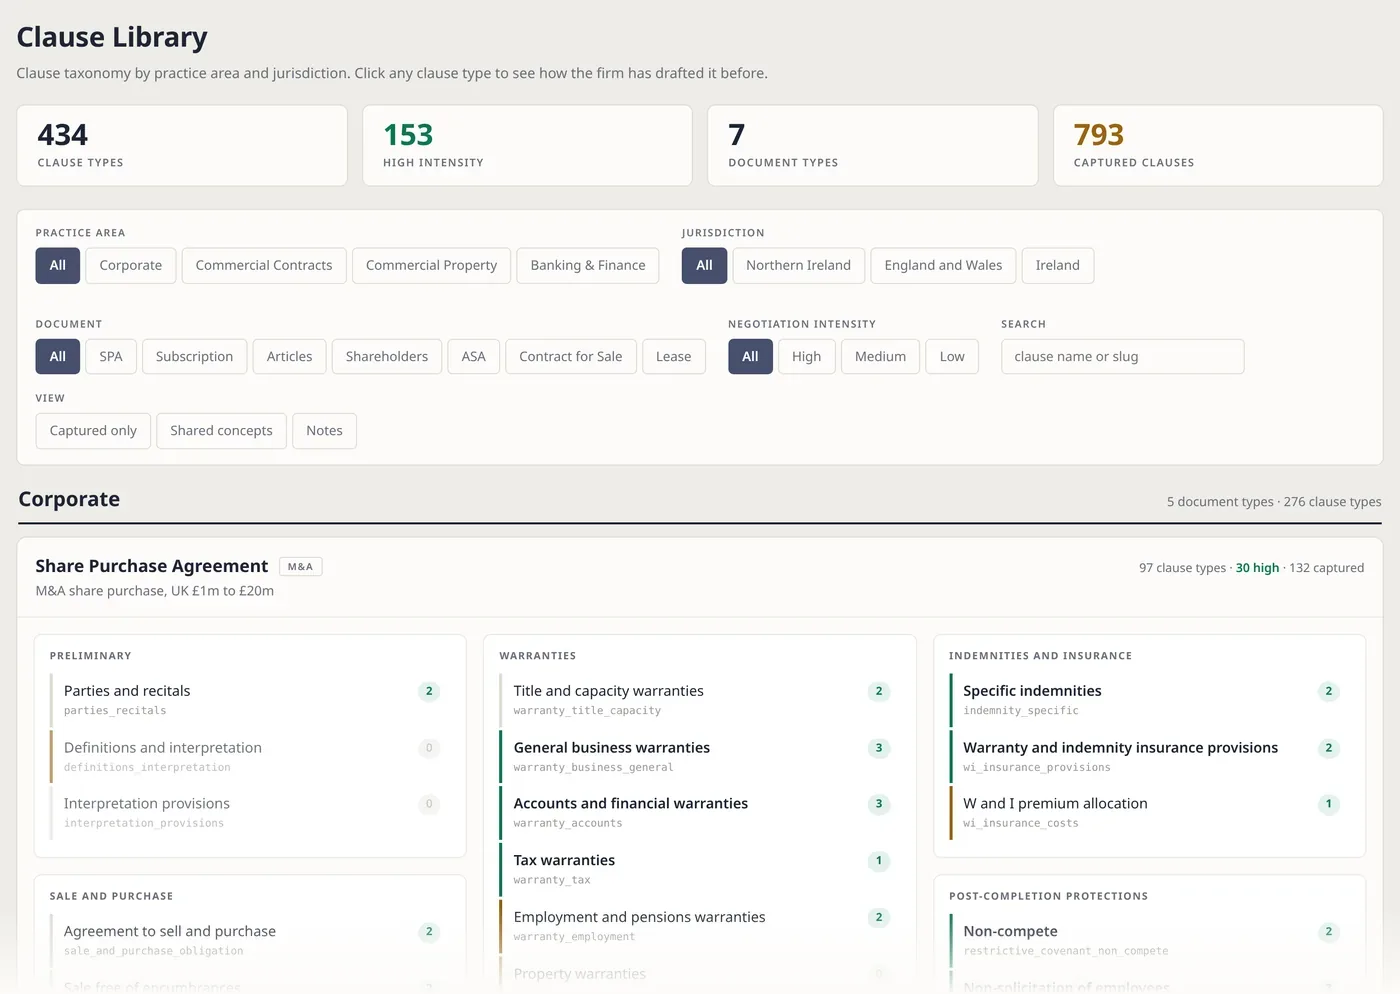 Clause Library
Clause taxonomy by practice area and jurisdiction. Click any clause type to see how the firm has drafted it before.
434
CLAUSE TYPES
153
HIGH INTENSITY
7
DOCUMENT TYPES
793
CAPTURED CLAUSES
PRACTICE AREA
All Corporate Commercial Contracts Commercial Property Banking & Finance
JURISDICTION
All Northern Ireland England and Wales Ireland
DOCUMENT
All SPA Subscription Articles Shareholders ASA Contract for Sale Lease
NEGOTIATION INTENSITY
All High Medium Low
SEARCH
clause name or slug
VIEW
Captured only Shared concepts Notes
Corporate
5 document types · 276 clause types
Share Purchase Agreement M&A
M&A share purchase, UK £1m to £20m
97 clause types · 30 high · 132 captured
PRELIMINARY
Parties and recitals 2
parties_recitals
Definitions and interpretation 0
definitions_interpretation
Interpretation provisions 0
interpretation_provisions
SALE AND PURCHASE
Agreement to sell and purchase 2
sale_and_purchase_obligation
Sale free of encumbrances
WARRANTIES
Title and capacity warranties 2
warranty_title_capacity
General business warranties 3
warranty_business_general
Accounts and financial warranties 3
warranty_accounts
Tax warranties 1
warranty_tax
Employment and pensions warranties 2
warranty_employment
Property warranties 0
INDEMNITIES AND INSURANCE
Specific indemnities 2
indemnity_specific
Warranty and indemnity insurance provisions 2
wi_insurance_provisions
W and I premium allocation 1
wi_insurance_costs
POST-COMPLETION PROTECTIONS
Non-compete 2
restrictive_covenant_non_compete
Non-solicitation of employees